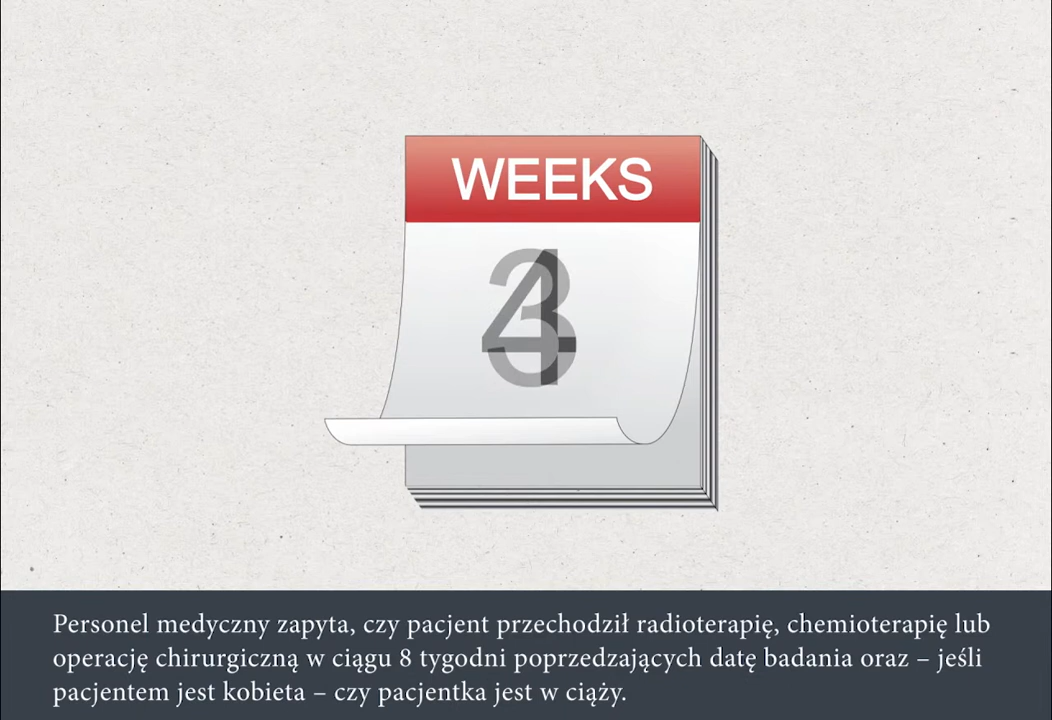 WEEKS
Personel medyczny zapyta, czy pacjent przechodził radioterapię, chemioterapię lub
operację chirurgiczną w ciągu 8 tygodni poprzedzających datę badania oraz – jeśli
pacjentem jest kobieta – czy pacjentka jest w ciąży.